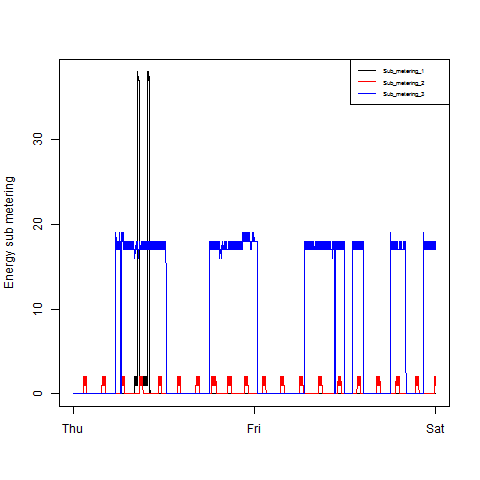 Sub_metering_1
Sub_metering_2
Sub_metering_3
Energy sub metering
30
20
10
0
Thu Fri Sat